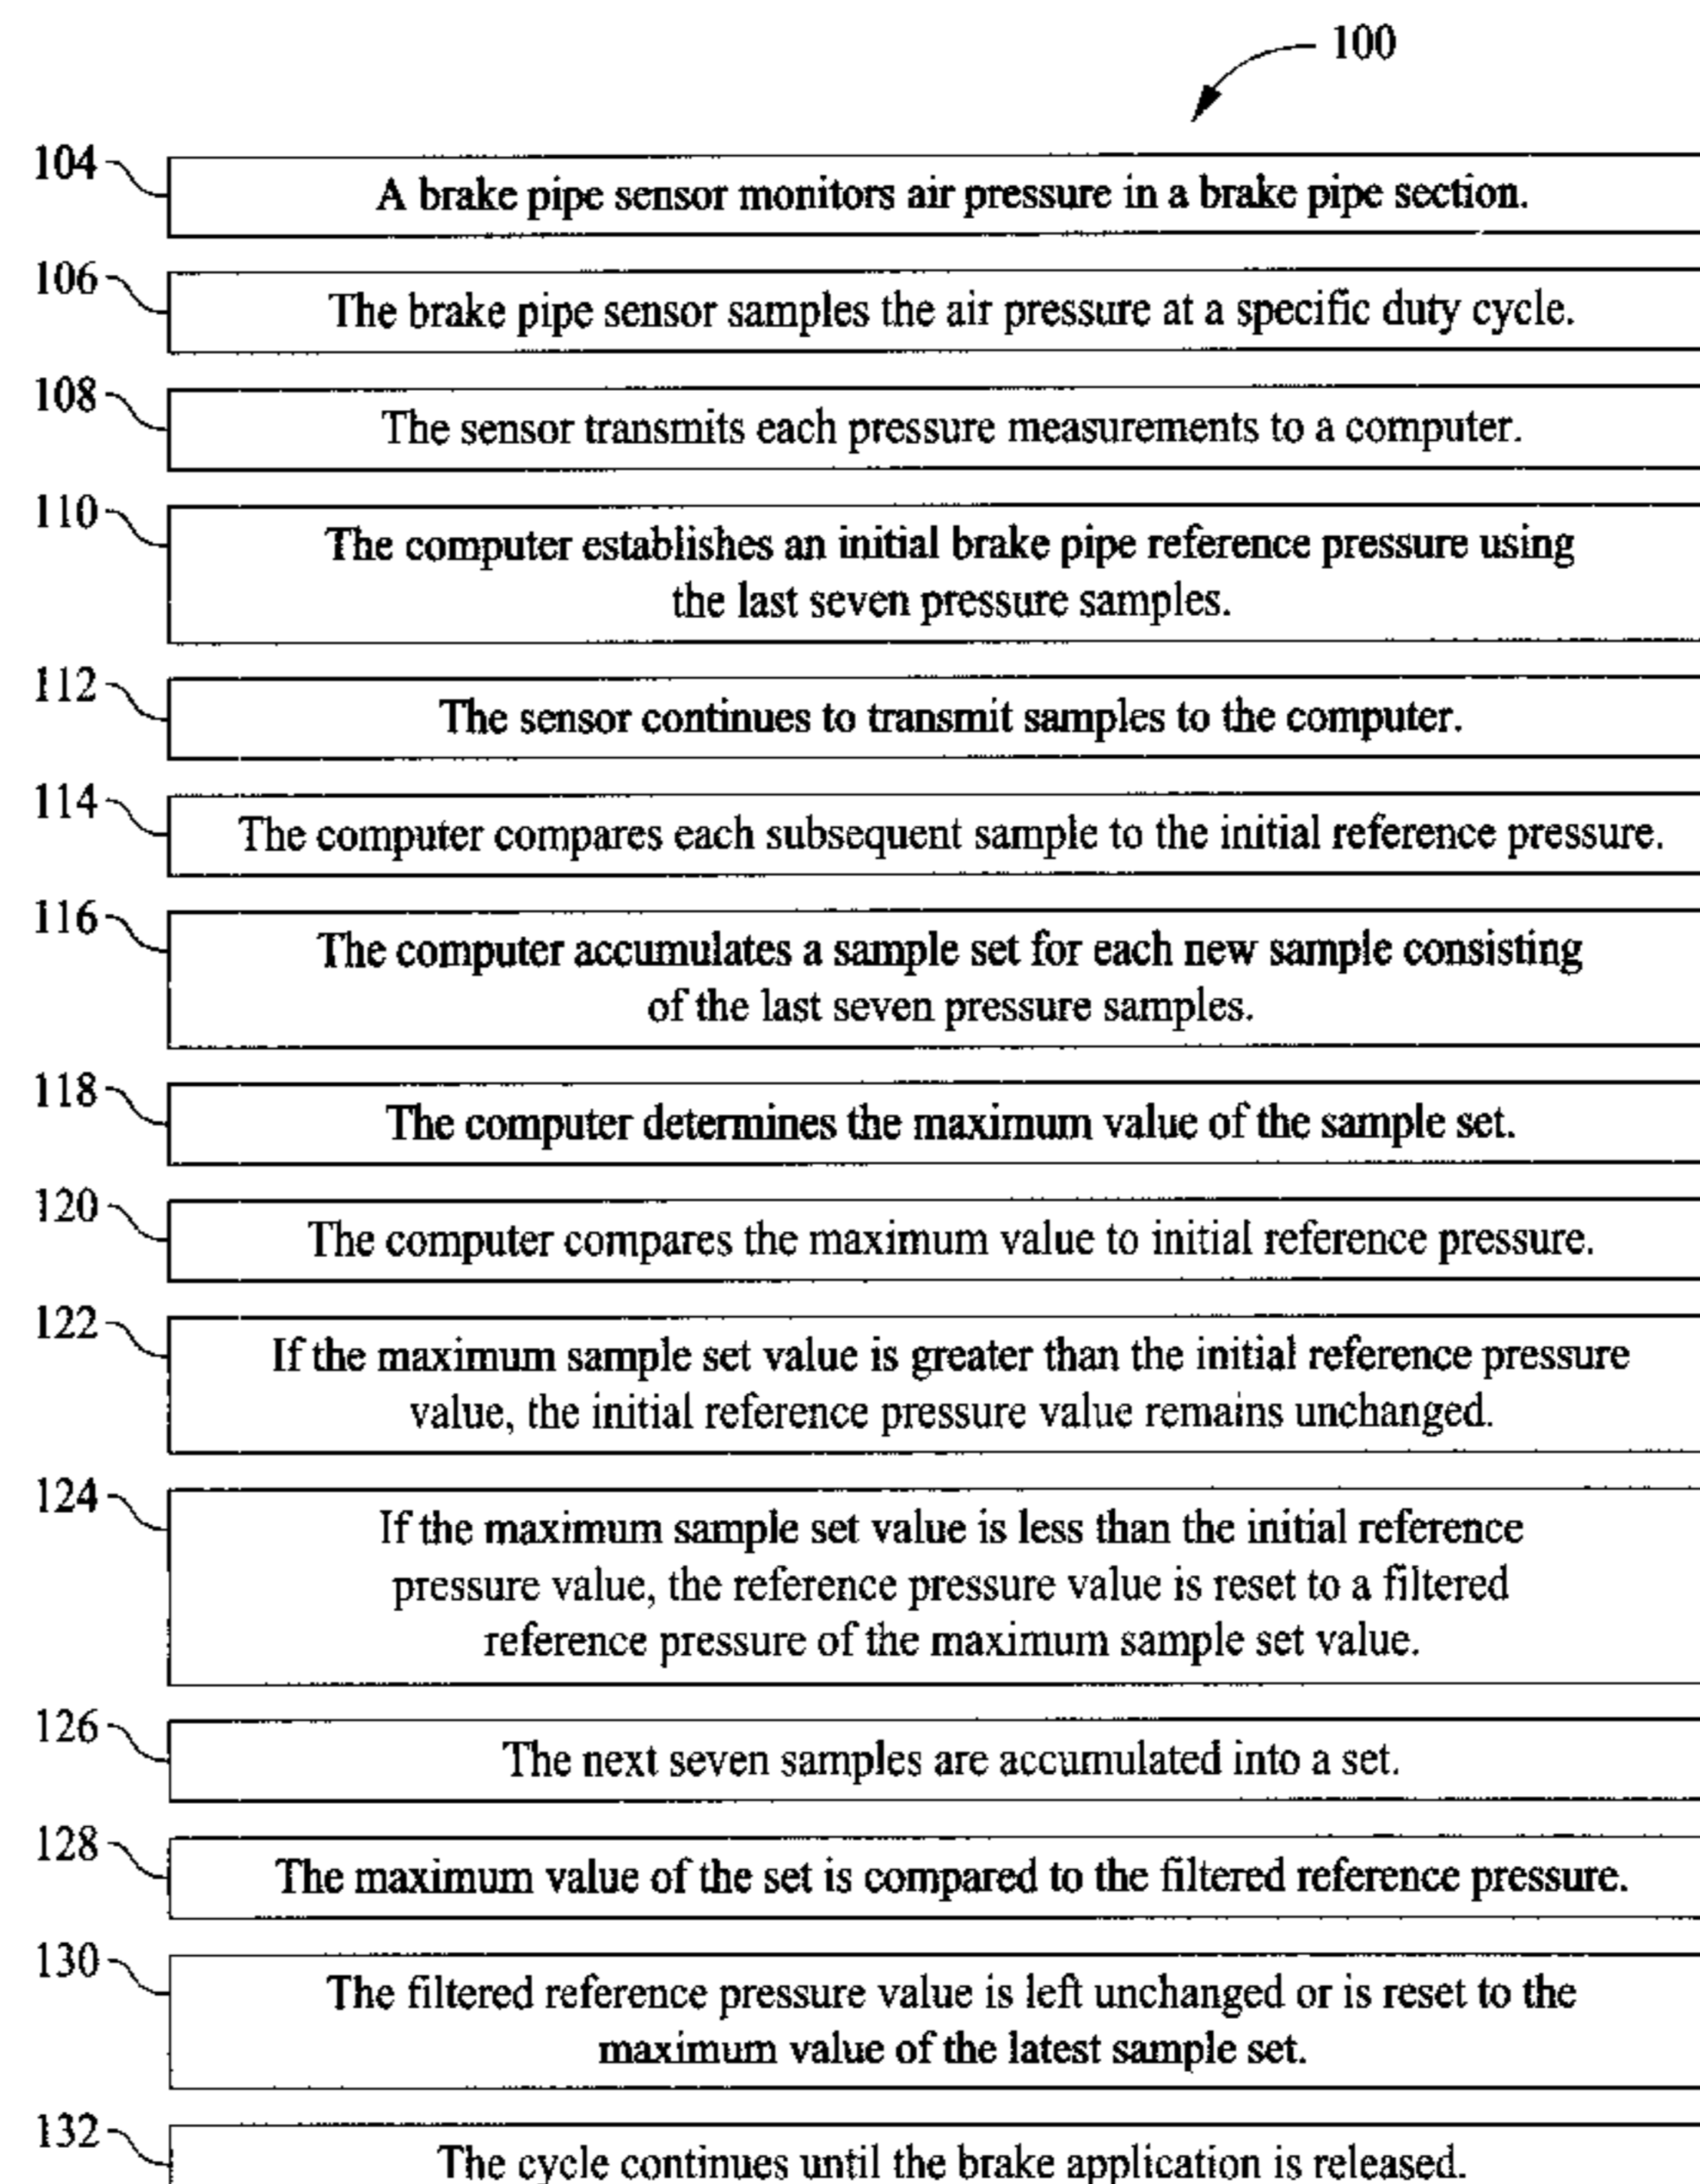 100
104
A brake pipe sensor monitors air pressure in a brake pipe section.
106
The brake pipe sensor samples the air pressure at a specific duty cycle.
108
The sensor transmits each pressure measurements to a computer.
110
The computer establishes an initial brake pipe reference pressure using
the last seven pressure samples.
112
The sensor continues to transmit samples to the computer.
114
The computer compares each subsequent sample to the initial reference pressure.
116
The computer accumulates a sample set for each new sample consisting
of the last seven pressure samples.
118
The computer determines the maximum value of the sample set.
120
The computer compares the maximum value to initial reference pressure.
122
If the maximum sample set value is greater than the initial reference pressure
value, the initial reference pressure value remains unchanged.
124
If the maximum sample set value is less than the initial reference
pressure value, the reference pressure value is reset to a filtered
reference pressure of the maximum sample set value.
126
The next seven samples are accumulated into a set.
128
The maximum value of the set is compared to the filtered reference pressure.
130
The filtered reference pressure value is left unchanged or is reset to the
maximum value of the latest sample set.
132
The cycle continues until the brake application is released.